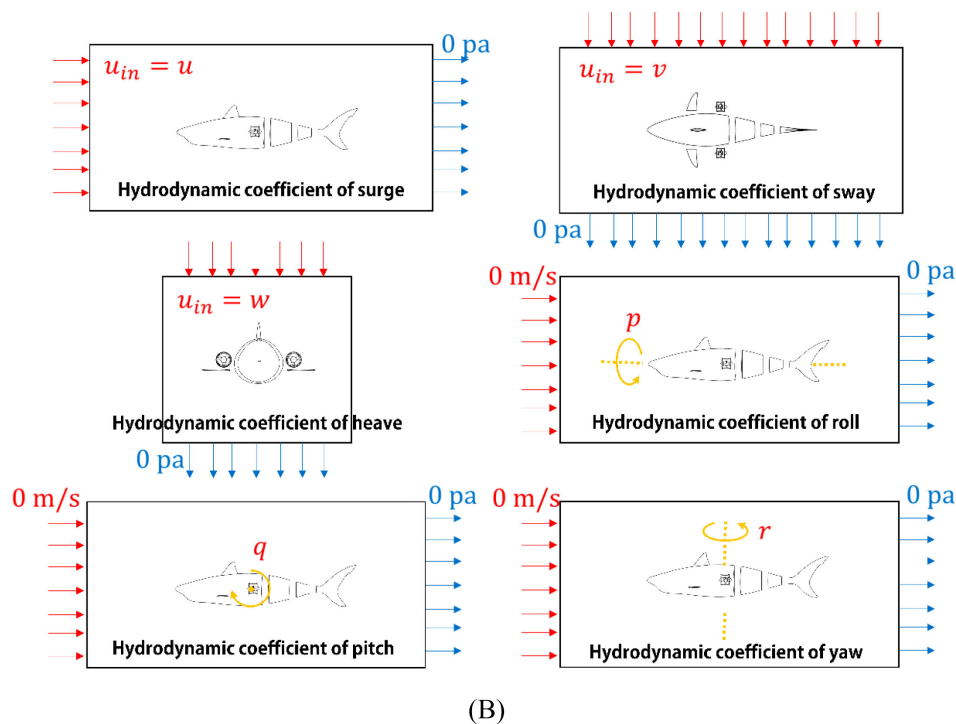 0 pa
u_in = u
Hydrodynamic coefficient of surge
u_in = v
Hydrodynamic coefficient of sway
0 pa
u_in = w
Hydrodynamic coefficient of heave
0 pa
0 m/s
0 pa
p
Hydrodynamic coefficient of roll
0 m/s
0 pa
q
Hydrodynamic coefficient of pitch
0 m/s
0 pa
r
Hydrodynamic coefficient of yaw
(B)